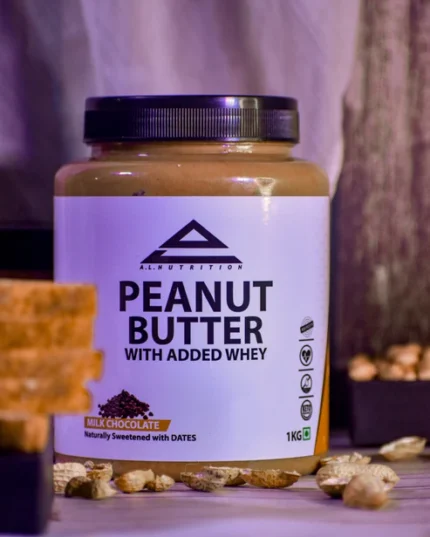 A.L.NUTRITION
PEANUT
BUTTER
WITH ADDED WHEY
MILK CHOCOLATE
Naturally Sweetened with DATES
1KG